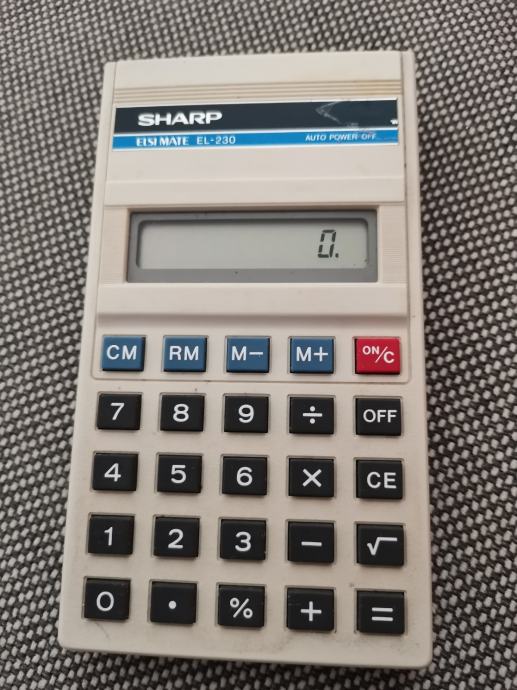 SHARP
ELSI MATE EL-230 AUTO POWER OFF
0.
CM RM M− M+ ON/C
7 8 9 ÷ OFF
4 5 6 × CE
1 2 3 − √
0 • % + =